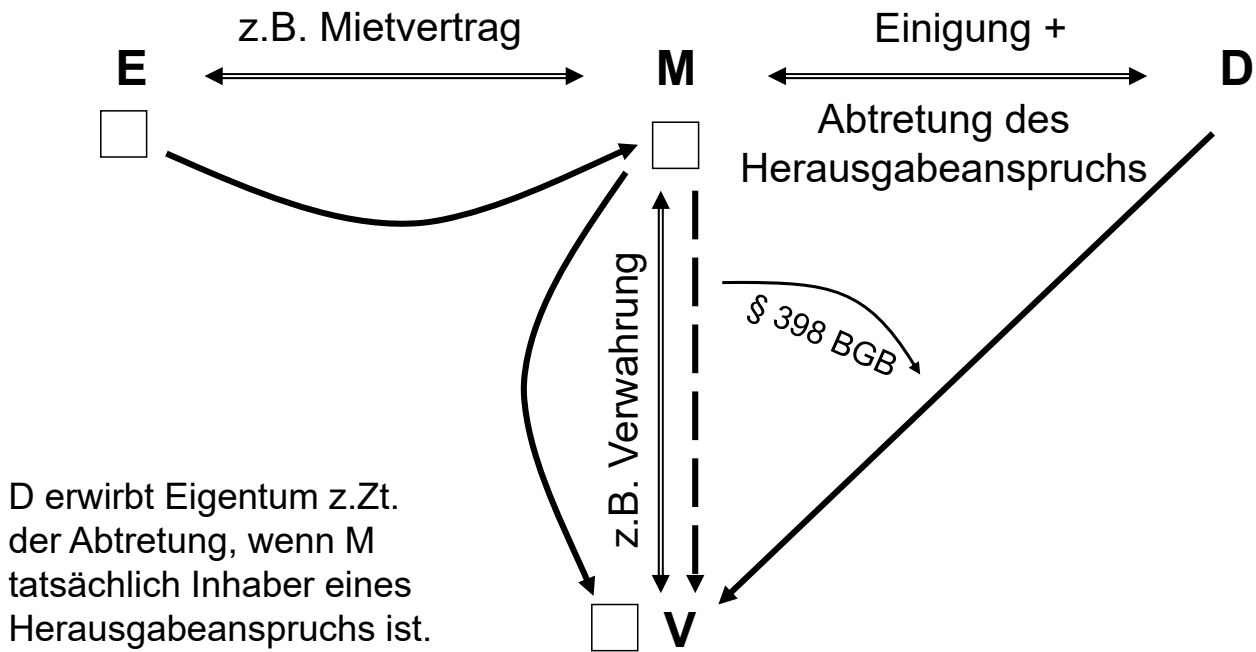 z.B. Mietvertrag
Einigung +
E
M
D
Abtretung des
Herausgabeanspruchs
z.B. Verwahrung
§ 398 BGB
D erwirbt Eigentum z.Zt.
der Abtretung, wenn M
tatsächlich Inhaber eines
Herausgabeanspruchs ist.
V